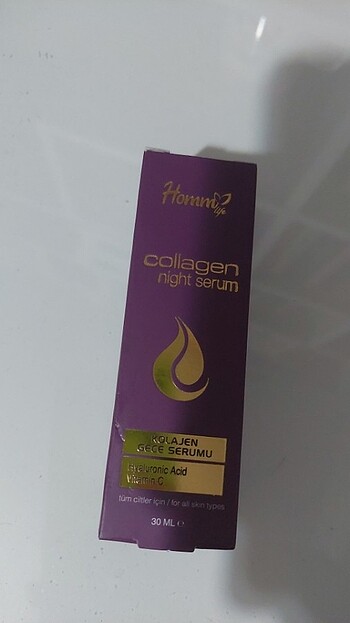 Homm
life
collagen
night serum
KOLAJEN
GECE SERUMU
Hyaluronic Acid
Vitamin C
tüm ciltler için / for all skin types
30 ML ℮